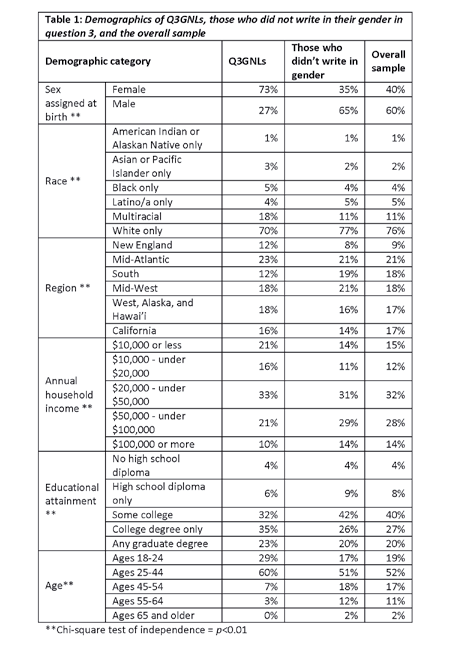 Table 1: Demographics of Q3GNLs, those who did not write in their gender in
question 3, and the overall sample
Demographic category Q3GNLs Those who didn't write in gender Overall sample
Sex assigned at birth ** Female 73% 35% 40%
Male 27% 65% 60%
Race ** American Indian or Alaskan Native only 1% 1% 1%
Asian or Pacific Islander only 3% 2% 2%
Black only 5% 4% 4%
Latino/a only 4% 5% 5%
Multiracial 18% 11% 11%
White only 70% 77% 76%
Region ** New England 12% 8% 9%
Mid-Atlantic 23% 21% 21%
South 12% 19% 18%
Mid-West 18% 21% 18%
West, Alaska, and Hawai'i 18% 16% 17%
California 16% 14% 17%
Annual household income ** $10,000 or less 21% 14% 15%
$10,000 - under $20,000 16% 11% 12%
$20,000 - under $50,000 33% 31% 32%
$50,000 - under $100,000 21% 29% 28%
$100,000 or more 10% 14% 14%
Educational attainment ** No high school diploma 4% 4% 4%
High school diploma only 6% 9% 8%
Some college 32% 42% 40%
College degree only 35% 26% 27%
Any graduate degree 23% 20% 20%
Age** Ages 18-24 29% 17% 19%
Ages 25-44 60% 51% 52%
Ages 45-54 7% 18% 17%
Ages 55-64 3% 12% 11%
Ages 65 and older 0% 2% 2%
**Chi-square test of independence = p<0.01